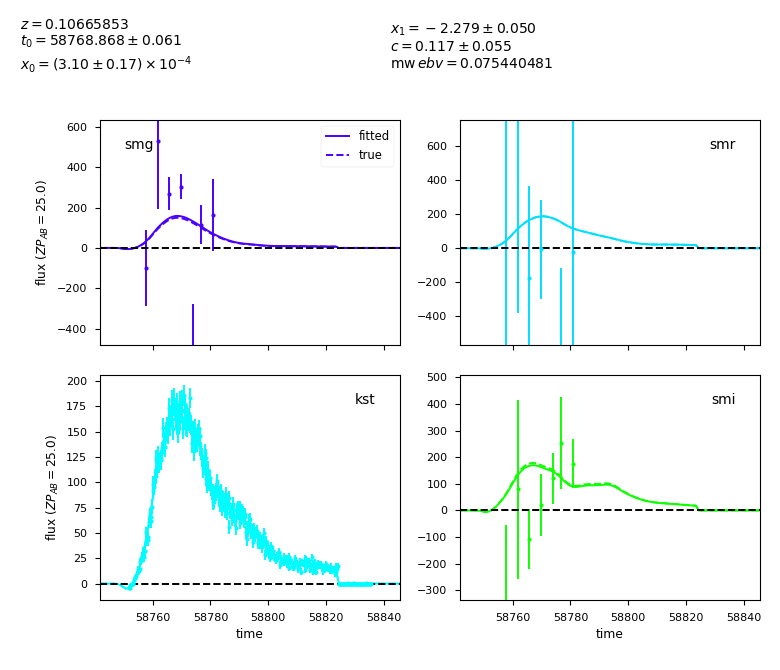 z = 0.10665853
t₀ = 58768.868 ± 0.061
x₀ = (3.10 ± 0.17) × 10⁻⁴
x₁ = −2.279 ± 0.050
c = 0.117 ± 0.055
mw ebv = 0.075440481
smg
fitted
true
600
400
200
0
−200
−400
flux (ZP_AB = 25.0)
smr
600
400
200
0
−200
−400
kst
200
175
150
125
100
75
50
25
0
flux (ZP_AB = 25.0)
58760 58780 58800 58820 58840
time
smi
500
400
300
200
100
0
−100
−200
−300
58760 58780 58800 58820 58840
time